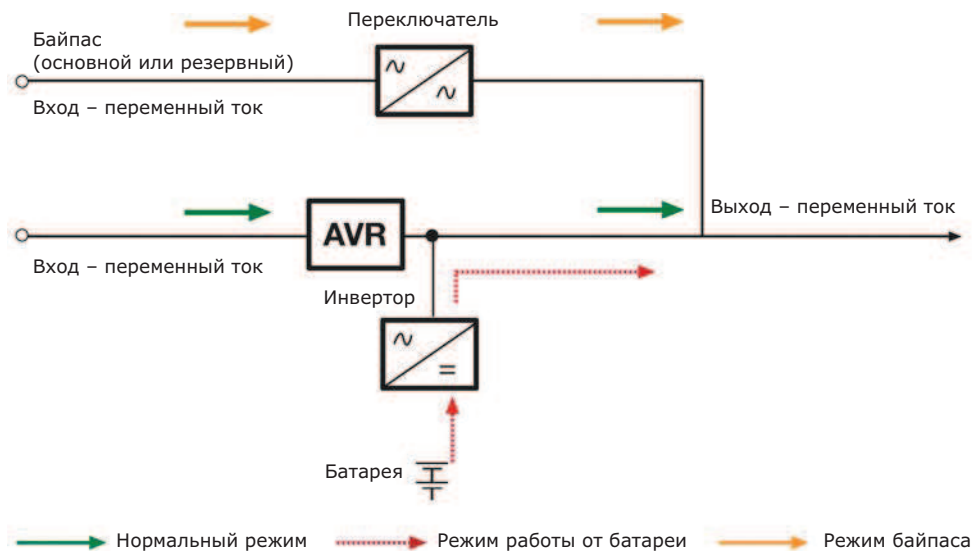 Переключатель
Байпас
(основной или резервный)
Вход – переменный ток
AVR
Выход – переменный ток
Вход – переменный ток
Инвертор
Батарея
Нормальный режим
Режим работы от батареи
Режим байпаса